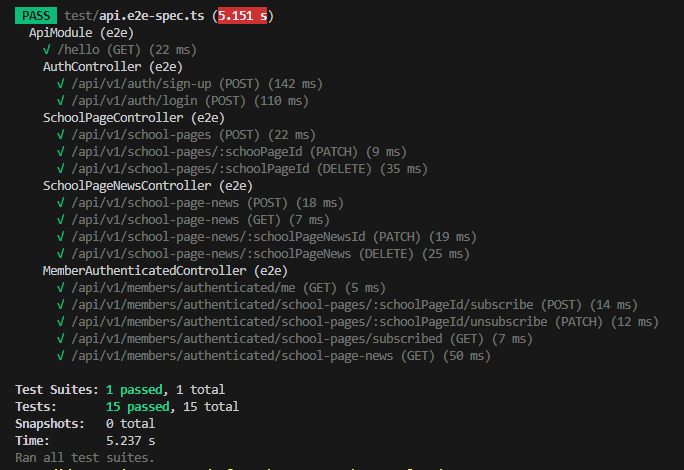 PASS test/api.e2e-spec.ts (5.151 s)
ApiModule (e2e)
√ /hello (GET) (22 ms)
AuthController (e2e)
√ /api/v1/auth/sign-up (POST) (142 ms)
√ /api/v1/auth/login (POST) (110 ms)
SchoolPageController (e2e)
√ /api/v1/school-pages (POST) (22 ms)
√ /api/v1/school-pages/:schooPageId (PATCH) (9 ms)
√ /api/v1/school-pages/:schoolPageId (DELETE) (35 ms)
SchoolPageNewsController (e2e)
√ /api/v1/school-page-news (POST) (18 ms)
√ /api/v1/school-page-news (GET) (7 ms)
√ /api/v1/school-page-news/:schoolPageNewsId (PATCH) (19 ms)
√ /api/v1/school-page-news/:schoolPageNews (DELETE) (25 ms)
MemberAuthenticatedController (e2e)
√ /api/v1/members/authenticated/me (GET) (5 ms)
√ /api/v1/members/authenticated/school-pages/:schoolPageId/subscribe (POST) (14 ms)
√ /api/v1/members/authenticated/school-pages/:schoolPageId/unsubscribe (PATCH) (12 ms)
√ /api/v1/members/authenticated/school-pages/subscribed (GET) (7 ms)
√ /api/v1/members/authenticated/school-page-news (GET) (50 ms)
Test Suites: 1 passed, 1 total
Tests: 15 passed, 15 total
Snapshots: 0 total
Time: 5.237 s
Ran all test suites.